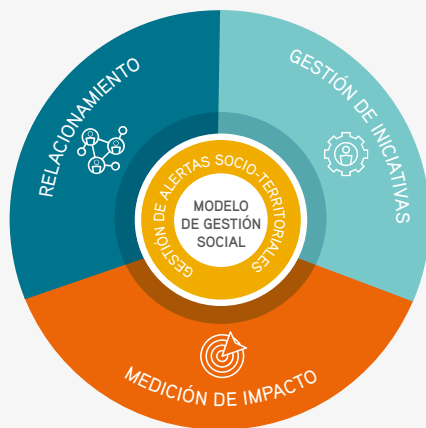 RELACIONAMIENTO
GESTIÓN DE INICIATIVAS
GESTIÓN DE ALERTAS SOCIO-TERRITORIALES
MODELO
DE GESTIÓN
SOCIAL
MEDICIÓN DE IMPACTO